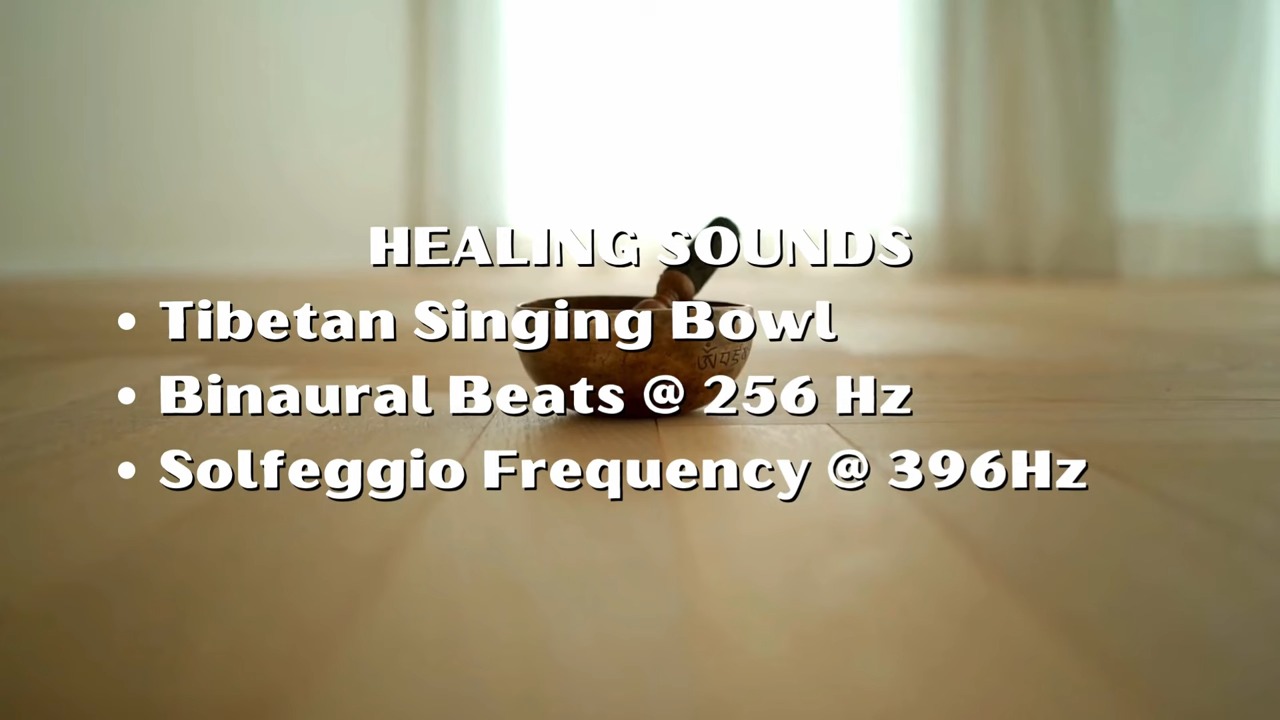 HEALING SOUNDS
• Tibetan Singing Bowl
• Binaural Beats @ 256 Hz
• Solfeggio Frequency @ 396Hz